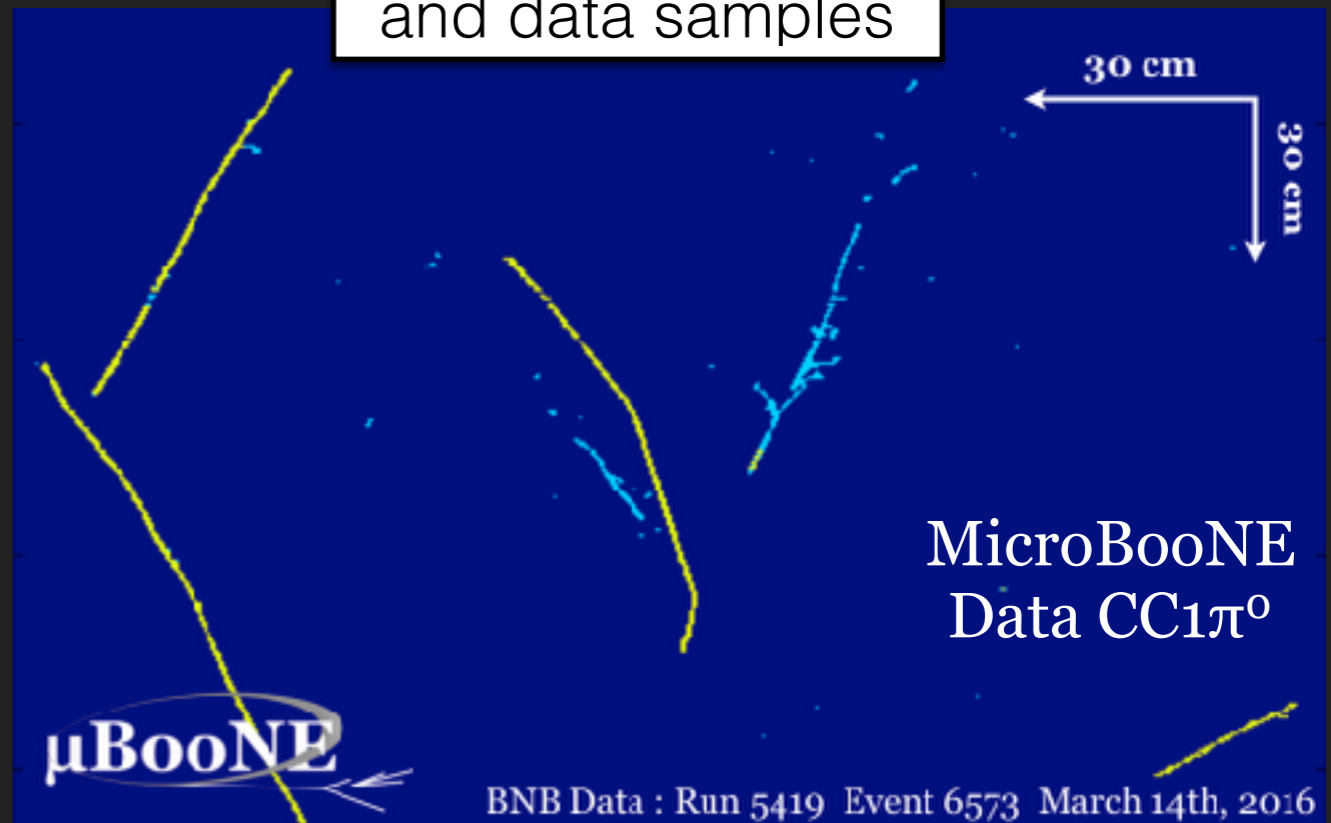 and data samples
30 cm
30 cm
MicroBooNE
Data CC1π⁰
µBooNE
BNB Data : Run 5419 Event 6573 March 14th, 2016